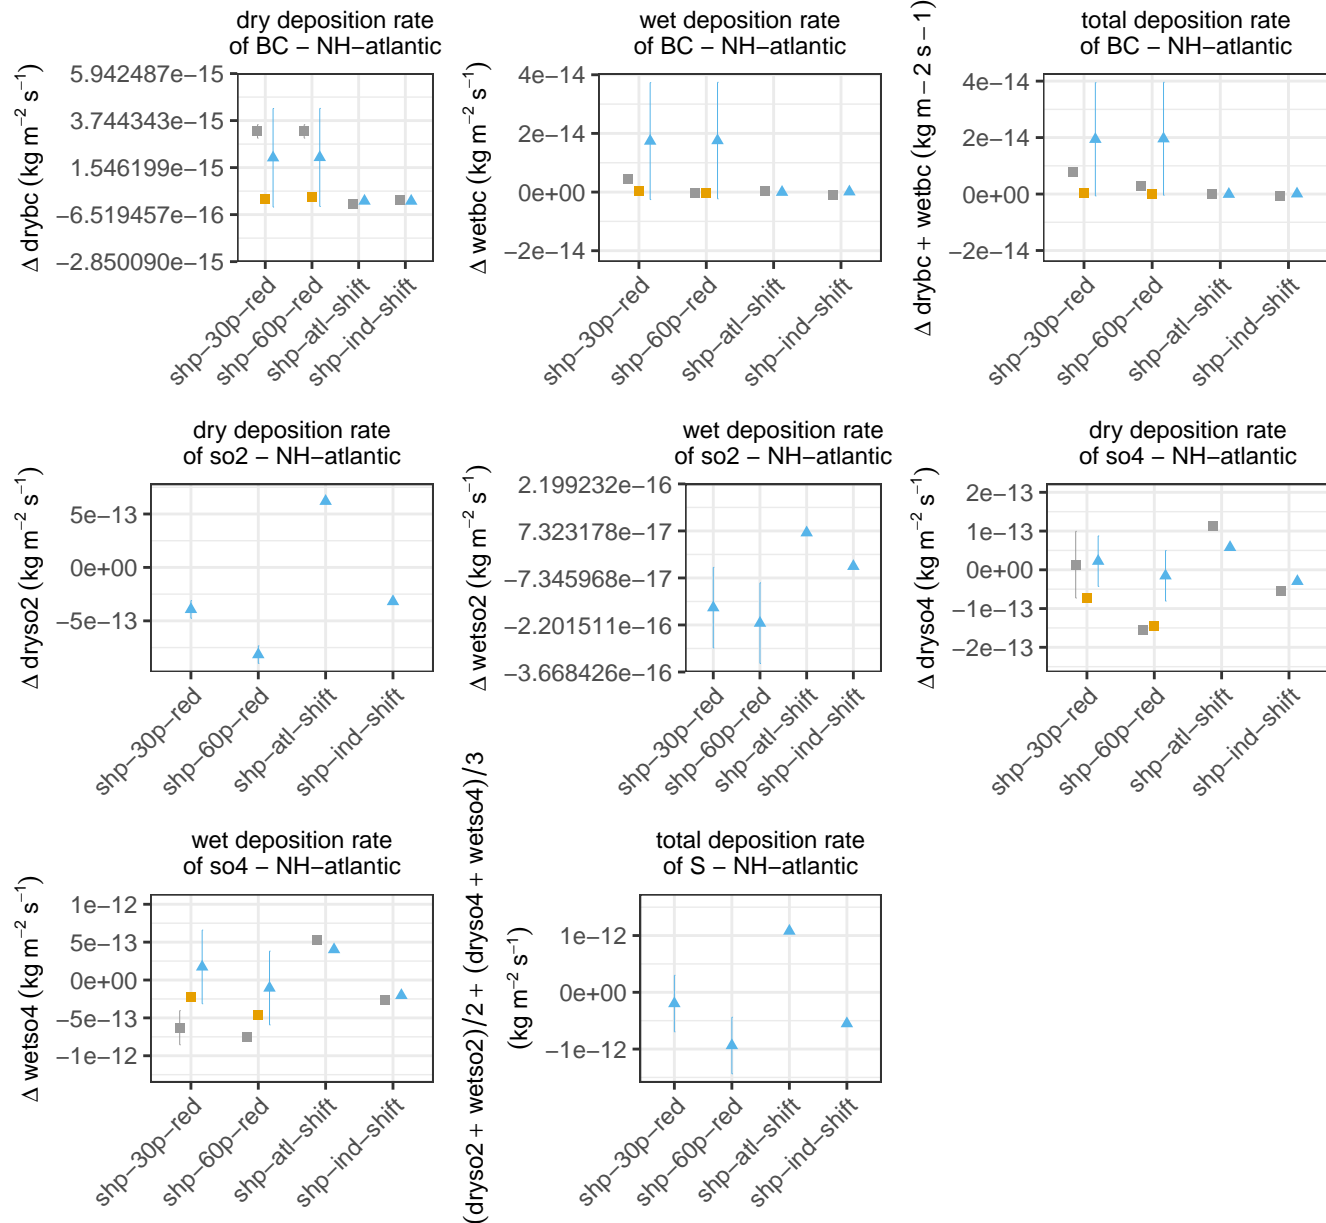 dry deposition rate
of BC − NH−atlantic
Δ drybc (kg m−2 s−1)
5.942487e−15
3.744343e−15
1.546199e−15
−6.519457e−16
−2.850090e−15
shp−30p−red
shp−60p−red
shp−atl−shift
shp−ind−shift
wet deposition rate
of BC − NH−atlantic
Δ wetbc (kg m−2 s−1)
4e−14
2e−14
0e+00
−2e−14
shp−30p−red
shp−60p−red
shp−atl−shift
shp−ind−shift
total deposition rate
of BC − NH−atlantic
Δ drybc + wetbc (kg m − 2 s − 1)
4e−14
2e−14
0e+00
−2e−14
shp−30p−red
shp−60p−red
shp−atl−shift
shp−ind−shift
dry deposition rate
of so2 − NH−atlantic
Δ dryso2 (kg m−2 s−1)
5e−13
0e+00
−5e−13
shp−30p−red
shp−60p−red
shp−atl−shift
shp−ind−shift
wet deposition rate
of so2 − NH−atlantic
Δ wetso2 (kg m−2 s−1)
2.199232e−16
7.323178e−17
−7.345968e−17
−2.201511e−16
−3.668426e−16
shp−30p−red
shp−60p−red
shp−atl−shift
shp−ind−shift
dry deposition rate
of so4 − NH−atlantic
Δ dryso4 (kg m−2 s−1)
2e−13
1e−13
0e+00
−1e−13
−2e−13
shp−30p−red
shp−60p−red
shp−atl−shift
shp−ind−shift
wet deposition rate
of so4 − NH−atlantic
Δ wetso4 (kg m−2 s−1)
1e−12
5e−13
0e+00
−5e−13
−1e−12
shp−30p−red
shp−60p−red
shp−atl−shift
shp−ind−shift
total deposition rate
of S − NH−atlantic
(dryso2 + wetso2)/2 + (dryso4 + wetso4)/3
(kg m−2 s−1)
1e−12
0e+00
−1e−12
shp−30p−red
shp−60p−red
shp−atl−shift
shp−ind−shift